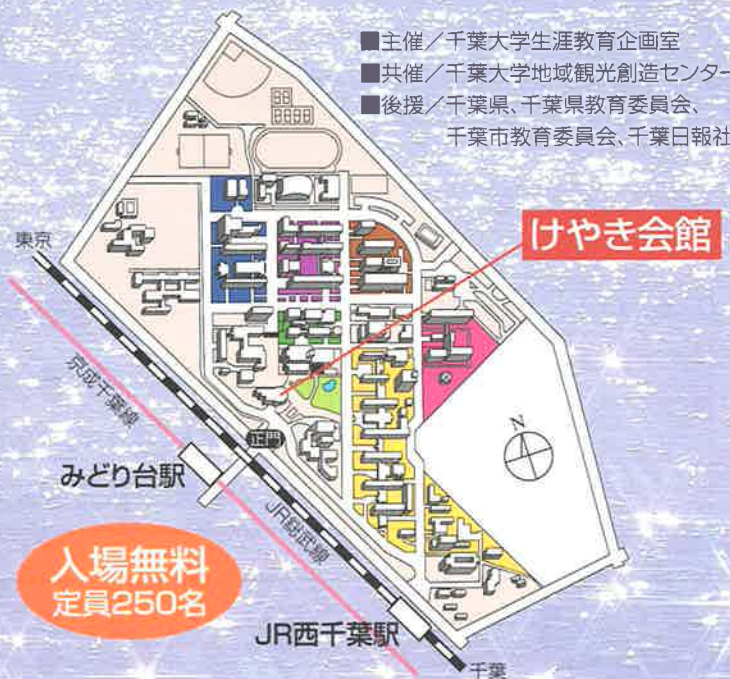 ■主催／千葉大学生涯教育企画室
■共催／千葉大学地域観光創造センター
■後援／千葉県、千葉県教育委員会、
千葉市教育委員会、千葉日報社
けやき会館
東京
京成千葉線
N
正門
みどり台駅
JR総武線
入場無料
定員250名
JR西千葉駅
千葉